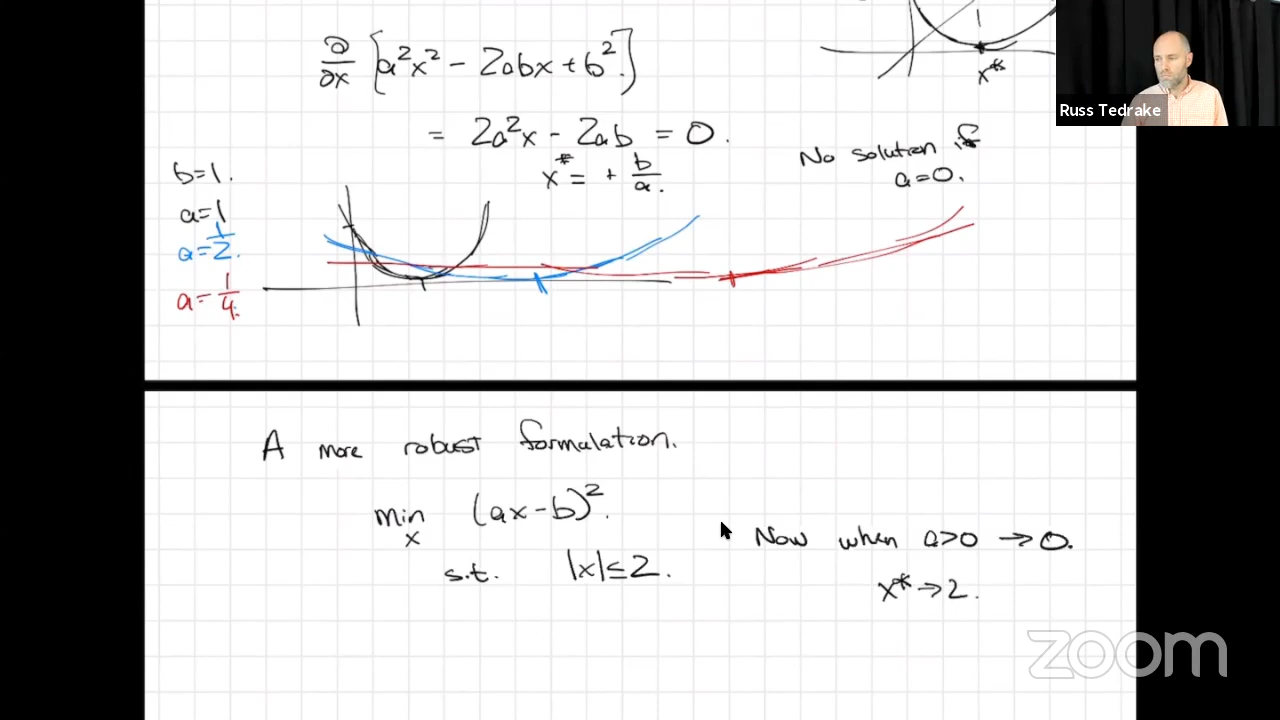 ∂/∂x [a²x² - 2abx + b².]
= 2a²x - 2ab = 0.
x* = + b/a.
No solution if
a=0.
x*
Russ Tedrake
b=1.
a=1
a=1/2.
a=1/4.
A more robust formulation.
min (ax-b)².
x
s.t. |x|≤2.
Now when a>0 → 0.
x* → 2.
zoom